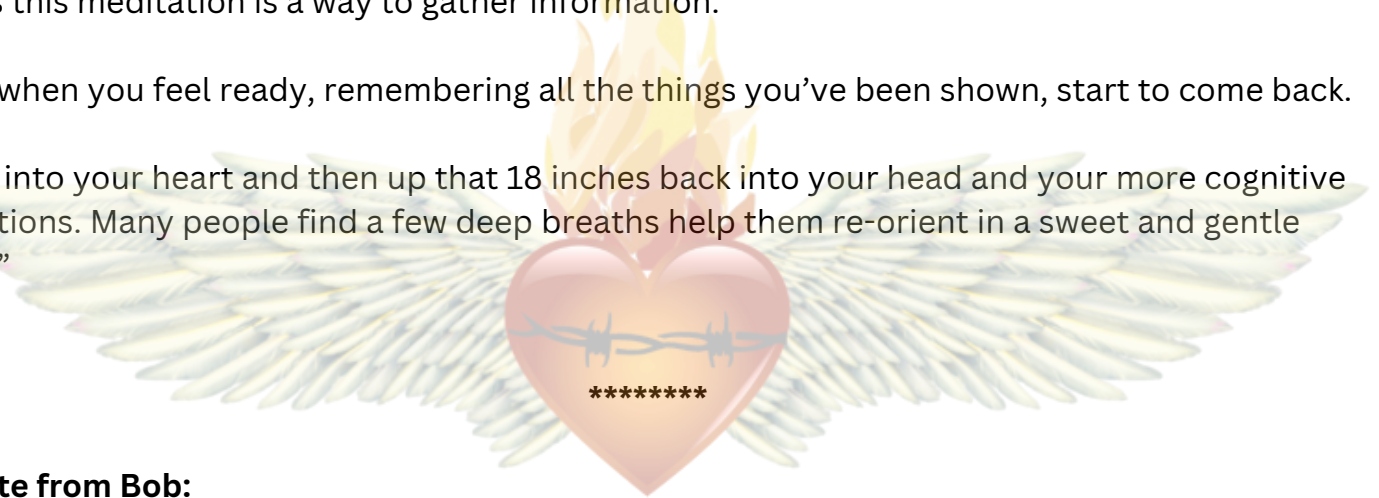 this meditation is a way to gather information.
when you feel ready, remembering all the things you’ve been shown, start to come back.
into your heart and then up that 18 inches back into your head and your more cognitive
tions. Many people find a few deep breaths help them re-orient in a sweet and gentle
”
********
te from Bob: